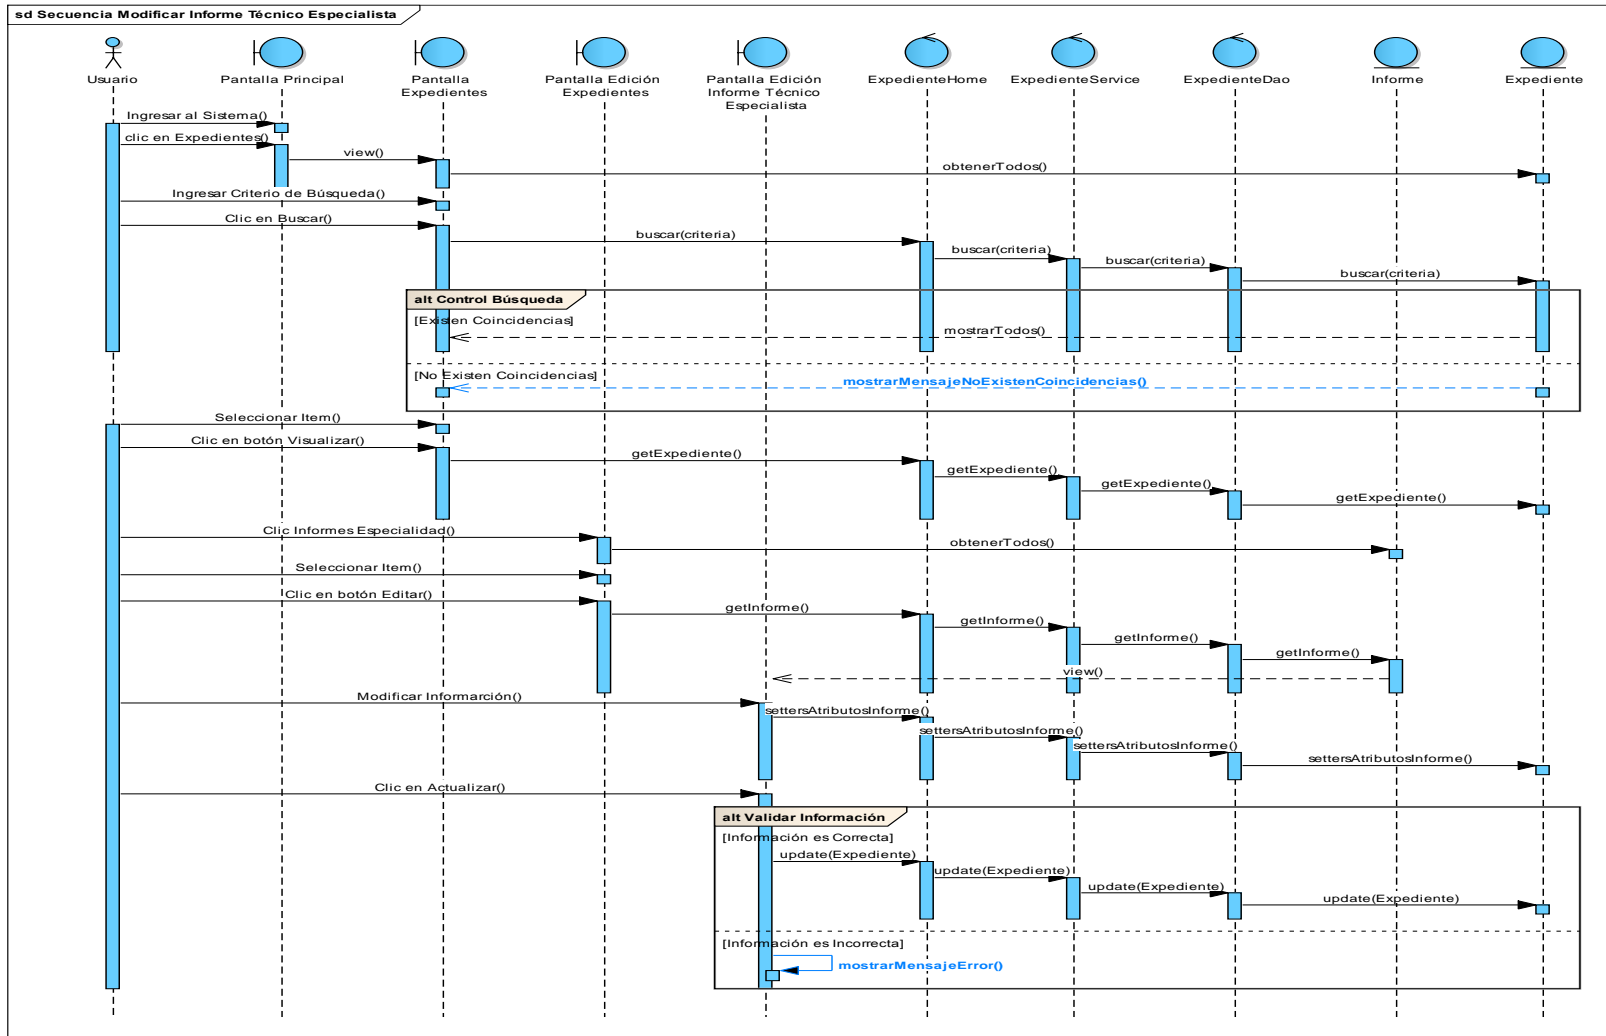 sd Secuencia Modificar Informe Técnico Especialista
Usuario
Pantalla Principal
Pantalla
Expedientes
Pantalla Edición
Expedientes
Pantalla Edición
Informe Técnico
Especialista
ExpedienteHome
ExpedienteService
ExpedienteDao
Informe
Expediente
Ingresar al Sistema()
clic en Expedientes()
view()
obtenerTodos()
Ingresar Criterio de Búsqueda()
Clic en Buscar()
buscar(criteria)
buscar(criteria)
buscar(criteria)
buscar(criteria)
alt Control Búsqueda
[Existen Coincidencias]
mostrarTodos()
[No Existen Coincidencias]
mostrarMensajeNoExistenCoincidencias()
Seleccionar Item()
Clic en botón Visualizar()
getExpediente()
getExpediente()
getExpediente()
getExpediente()
Clic Informes Especialidad()
obtenerTodos()
Seleccionar Item()
Clic en botón Editar()
getInforme()
getInforme()
getInforme()
getInforme()
view()
Modificar Informarción()
settersAtributosInforme()
settersAtributosInforme()
settersAtributosInforme()
settersAtributosInforme()
Clic en Actualizar()
alt Validar Información
[Información es Correcta]
update(Expediente)
update(Expediente)
update(Expediente)
update(Expediente)
[Información es Incorrecta]
mostrarMensajeError()